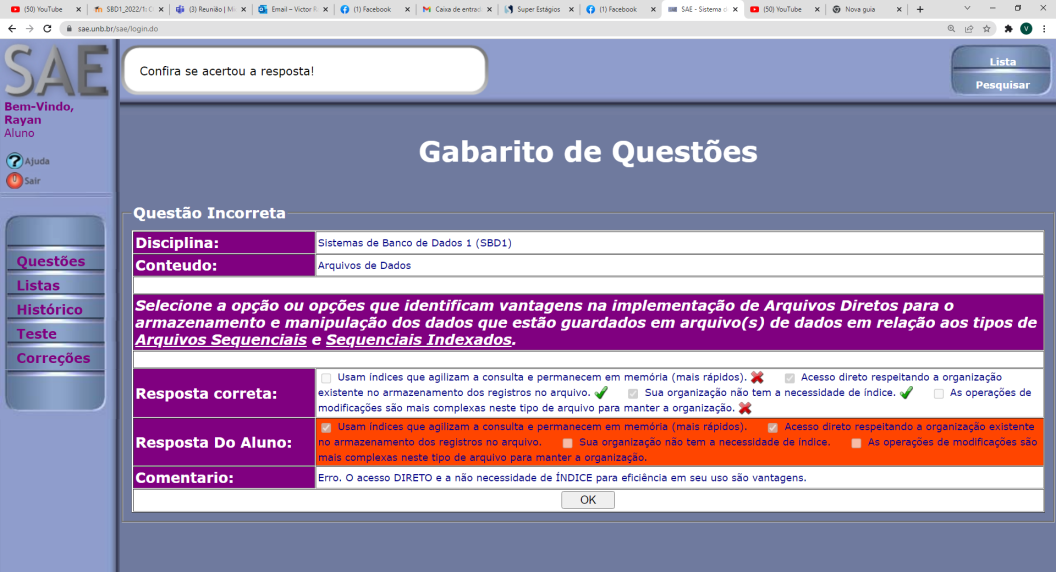 (50) YouTube
SBD1_2022/1: C
(3) Reunião | Mi
Email – Victor R
(1) Facebook
Caixa de entrada
Super Estágios
(1) Facebook
SAE - Sistema d
(50) YouTube
Nova guia
sae.unb.br/sae/login.do
V
SAE
Bem-Vindo,
Rayan
Aluno
Ajuda
Sair
Questões
Listas
Histórico
Teste
Correções
Confira se acertou a resposta!
Lista
Pesquisar
Gabarito de Questões
Questão Incorreta
Disciplina: Sistemas de Banco de Dados 1 (SBD1)
Conteudo: Arquivos de Dados
Selecione a opção ou opções que identificam vantagens na implementação de Arquivos Diretos para o
armazenamento e manipulação dos dados que estão guardados em arquivo(s) de dados em relação aos tipos de
Arquivos Sequenciais e Sequenciais Indexados.
Resposta correta:
Usam índices que agilizam a consulta e permanecem em memória (mais rápidos). Acesso direto respeitando a organização
existente no armazenamento dos registros no arquivo. Sua organização não tem a necessidade de índice. As operações de
modificações são mais complexas neste tipo de arquivo para manter a organização.
Resposta Do Aluno:
Usam índices que agilizam a consulta e permanecem em memória (mais rápidos). Acesso direto respeitando a organização existente
no armazenamento dos registros no arquivo. Sua organização não tem a necessidade de índice. As operações de modificações são
mais complexas neste tipo de arquivo para manter a organização.
Comentario: Erro. O acesso DIRETO e a não necessidade de ÍNDICE para eficiência em seu uso são vantagens.
OK